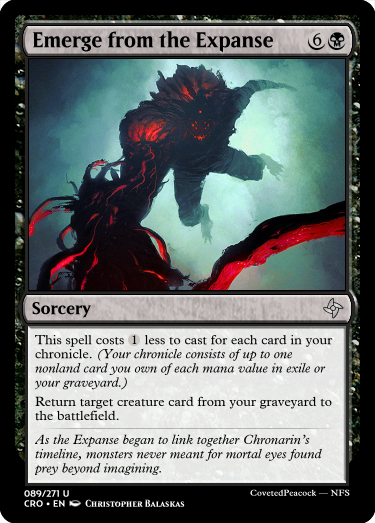 Emerge from the Expanse 6
Sorcery
This spell costs 1 less to cast for each card in your
chronicle. (Your chronicle consists of up to one
nonland card you own of each mana value in exile or
your graveyard.)
Return target creature card from your graveyard to
the battlefield.
As the Expanse began to link together Chronarin's
timeline, monsters never meant for mortal eyes found
prey beyond imagining.
089/271 U
CRO • EN Christopher Balaskas
CovetedPeacock — NFS